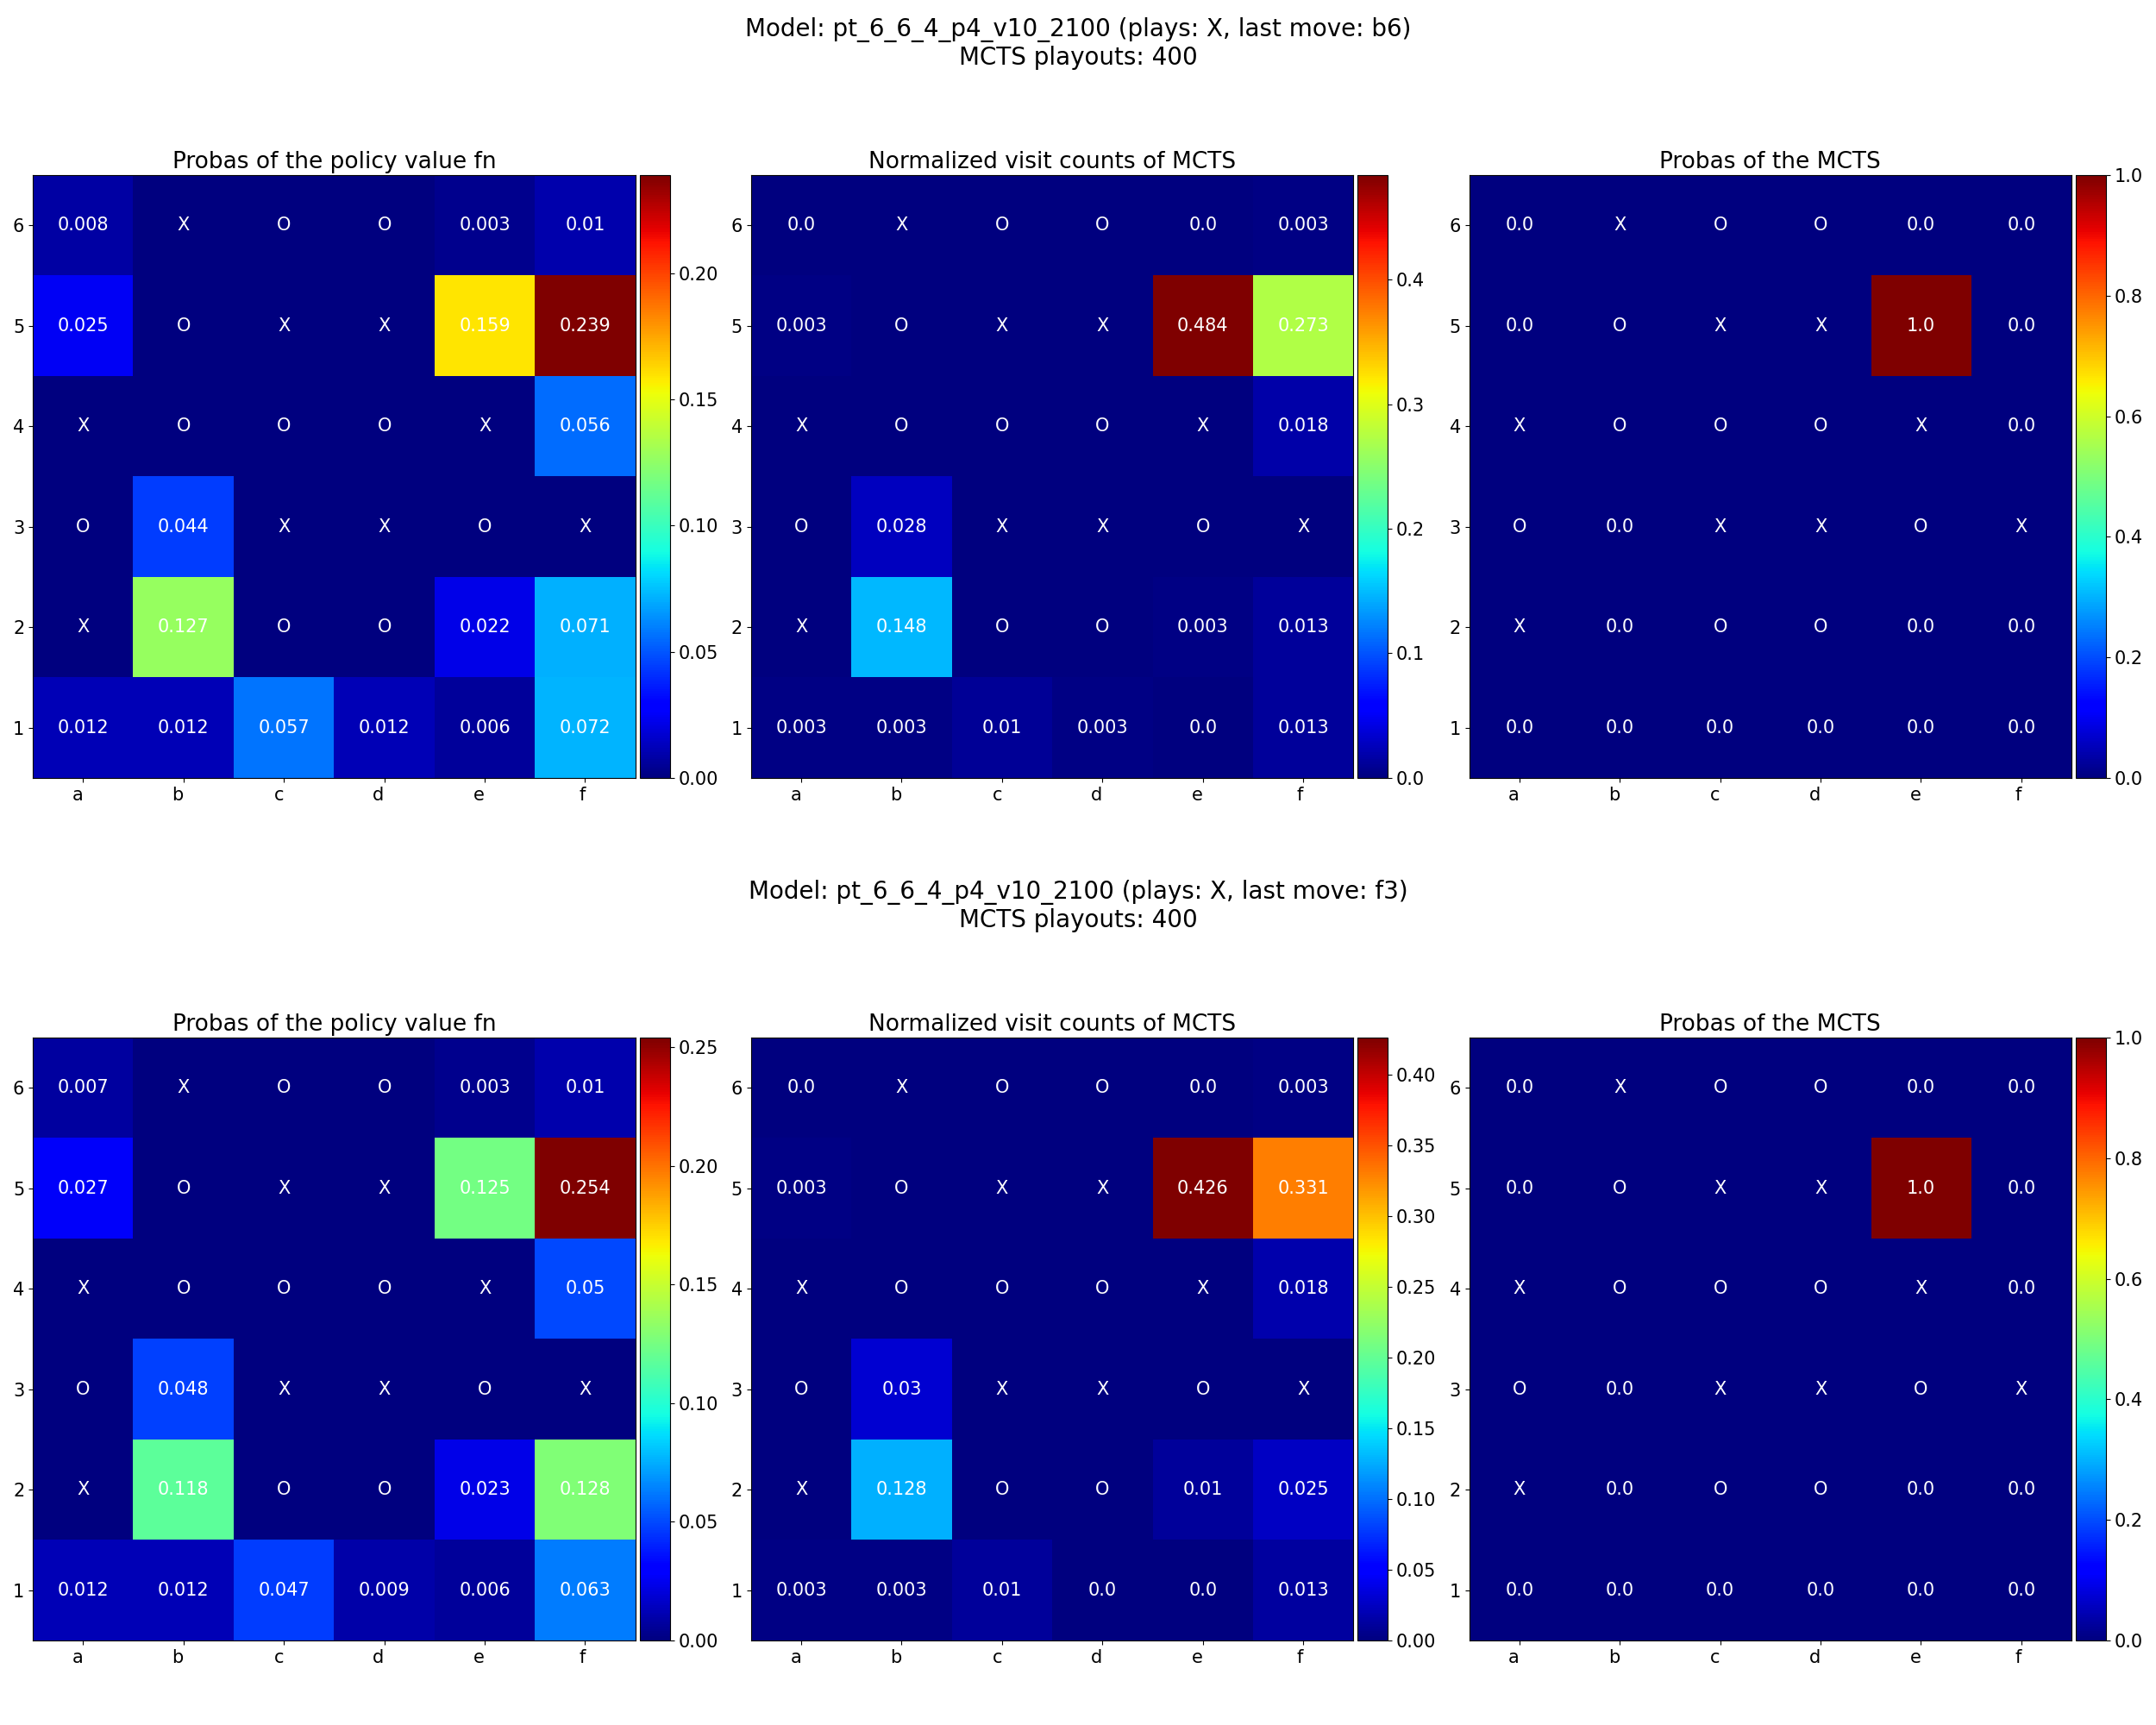 Model: pt_6_6_4_p4_v10_2100 (plays: X, last move: b6)
MCTS playouts: 400
Probas of the policy value fn
6 0.008 X O O 0.003 0.01
5 0.025 O X X 0.159 0.239
4 X O O O X 0.056
3 O 0.044 X X O X
2 X 0.127 O O 0.022 0.071
1 0.012 0.012 0.057 0.012 0.006 0.072
a b c d e f
0.20
0.15
0.10
0.05
0.00
Normalized visit counts of MCTS
6 0.0 X O O 0.0 0.003
5 0.003 O X X 0.484 0.273
4 X O O O X 0.018
3 O 0.028 X X O X
2 X 0.148 O O 0.003 0.013
1 0.003 0.003 0.01 0.003 0.0 0.013
a b c d e f
0.4
0.3
0.2
0.1
0.0
Probas of the MCTS
6 0.0 X O O 0.0 0.0
5 0.0 O X X 1.0 0.0
4 X O O O X 0.0
3 O 0.0 X X O X
2 X 0.0 O O 0.0 0.0
1 0.0 0.0 0.0 0.0 0.0 0.0
a b c d e f
1.0
0.8
0.6
0.4
0.2
0.0
Model: pt_6_6_4_p4_v10_2100 (plays: X, last move: f3)
MCTS playouts: 400
Probas of the policy value fn
6 0.007 X O O 0.003 0.01
5 0.027 O X X 0.125 0.254
4 X O O O X 0.05
3 O 0.048 X X O X
2 X 0.118 O O 0.023 0.128
1 0.012 0.012 0.047 0.009 0.006 0.063
a b c d e f
0.25
0.20
0.15
0.10
0.05
0.00
Normalized visit counts of MCTS
6 0.0 X O O 0.0 0.003
5 0.003 O X X 0.426 0.331
4 X O O O X 0.018
3 O 0.03 X X O X
2 X 0.128 O O 0.01 0.025
1 0.003 0.003 0.01 0.0 0.0 0.013
a b c d e f
0.40
0.35
0.30
0.25
0.20
0.15
0.10
0.05
0.00
Probas of the MCTS
6 0.0 X O O 0.0 0.0
5 0.0 O X X 1.0 0.0
4 X O O O X 0.0
3 O 0.0 X X O X
2 X 0.0 O O 0.0 0.0
1 0.0 0.0 0.0 0.0 0.0 0.0
a b c d e f
1.0
0.8
0.6
0.4
0.2
0.0